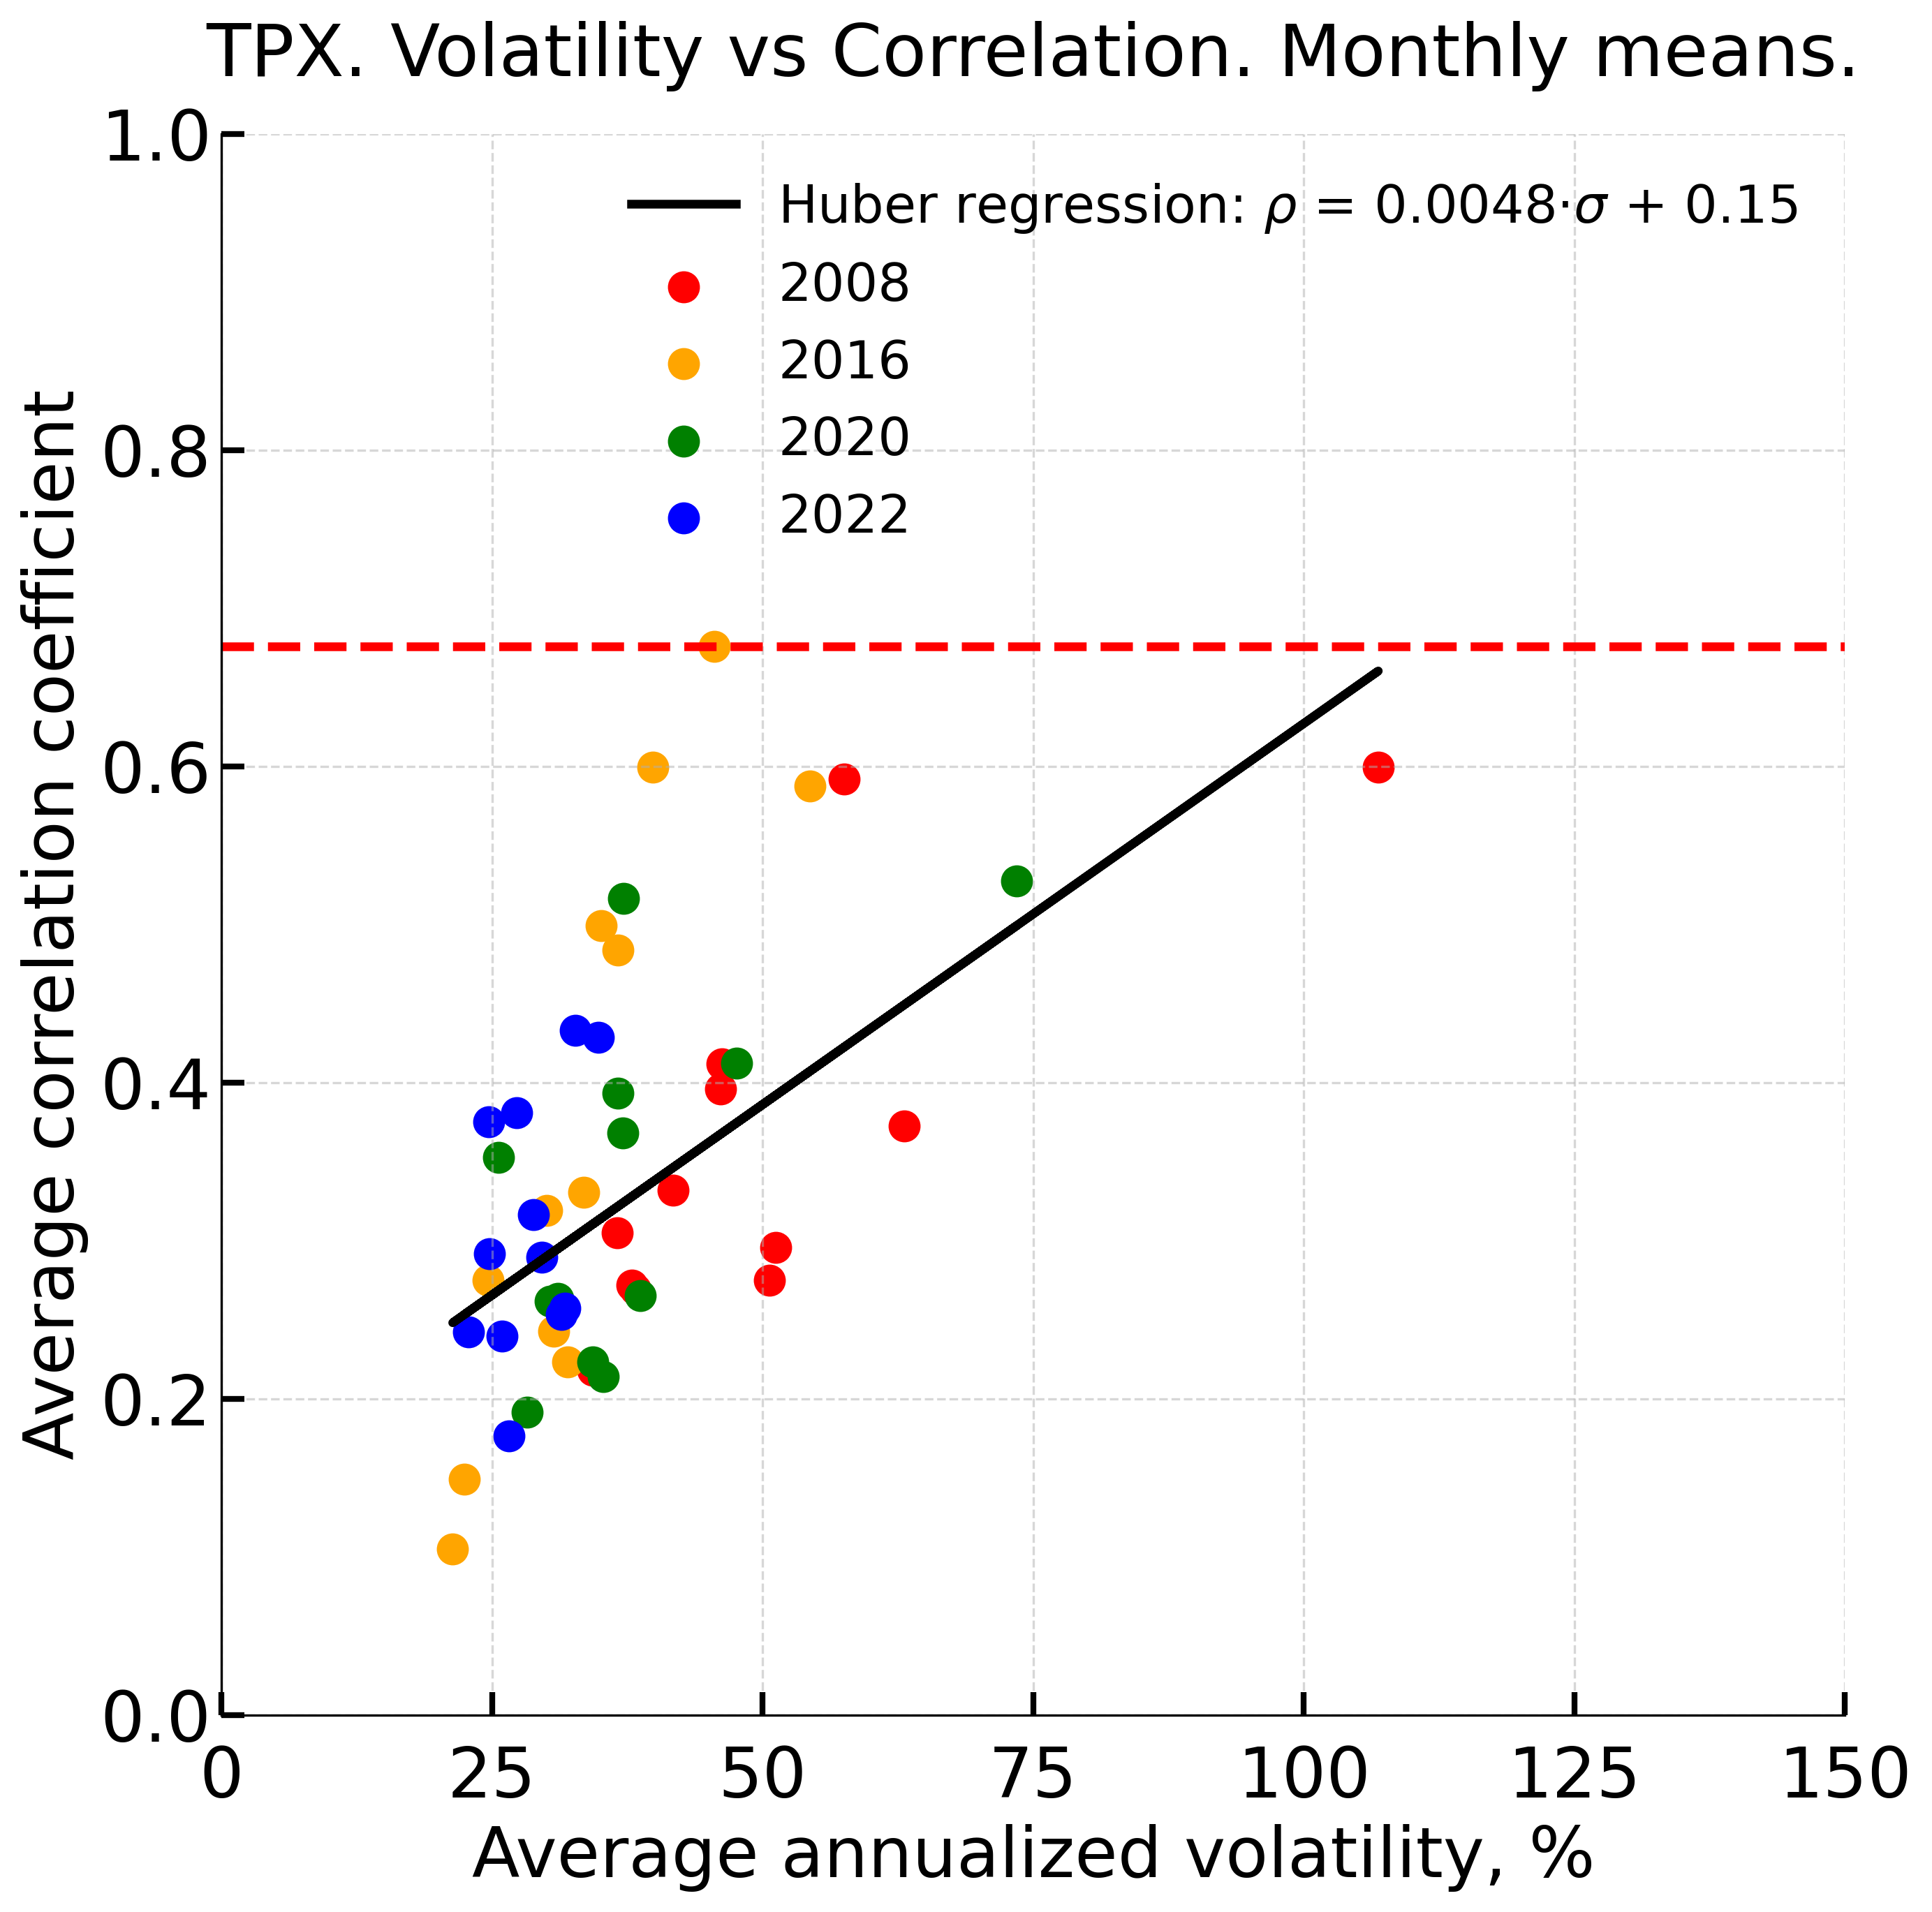 TPX. Volatility vs Correlation. Monthly means.
1.0
0.8
0.6
0.4
0.2
0.0
Average correlation coefficient
Huber regression: ρ = 0.0048·σ + 0.15
2008
2016
2020
2022
0 25 50 75 100 125 150
Average annualized volatility, %